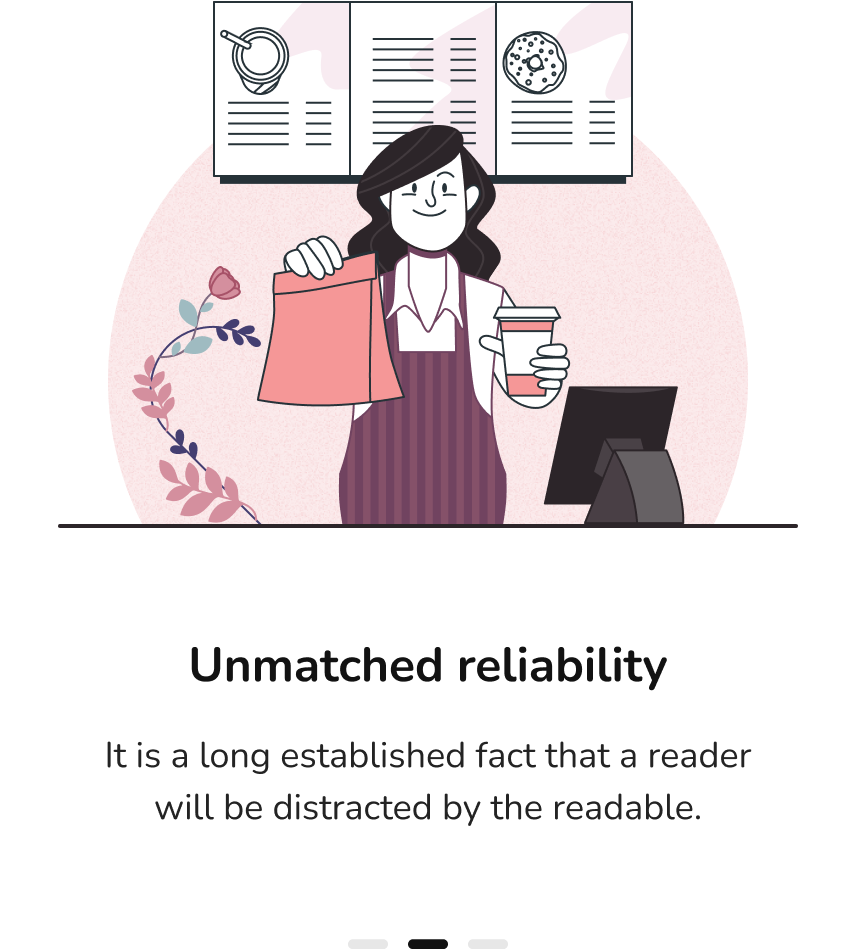 Unmatched reliability
It is a long established fact that a reader
will be distracted by the readable.